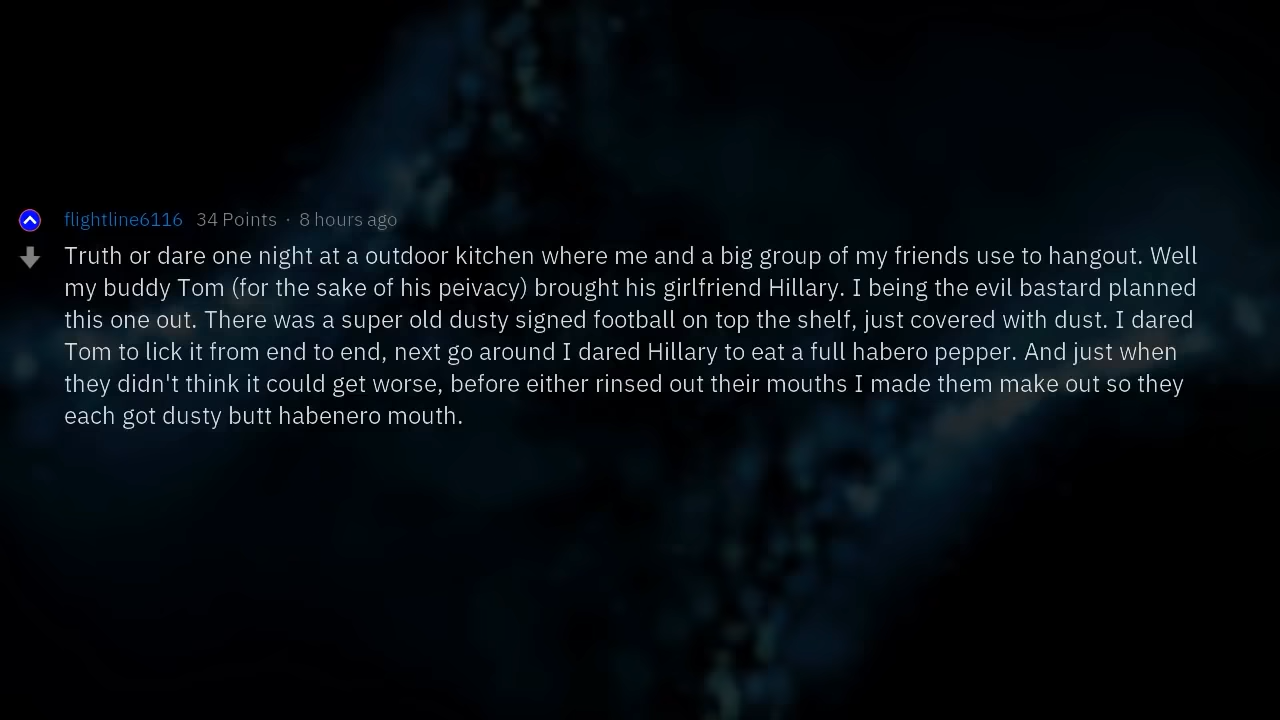 flightline6116 34 Points · 8 hours ago
Truth or dare one night at a outdoor kitchen where me and a big group of my friends use to hangout. Well
my buddy Tom (for the sake of his peivacy) brought his girlfriend Hillary. I being the evil bastard planned
this one out. There was a super old dusty signed football on top the shelf, just covered with dust. I dared
Tom to lick it from end to end, next go around I dared Hillary to eat a full habero pepper. And just when
they didn't think it could get worse, before either rinsed out their mouths I made them make out so they
each got dusty butt habenero mouth.